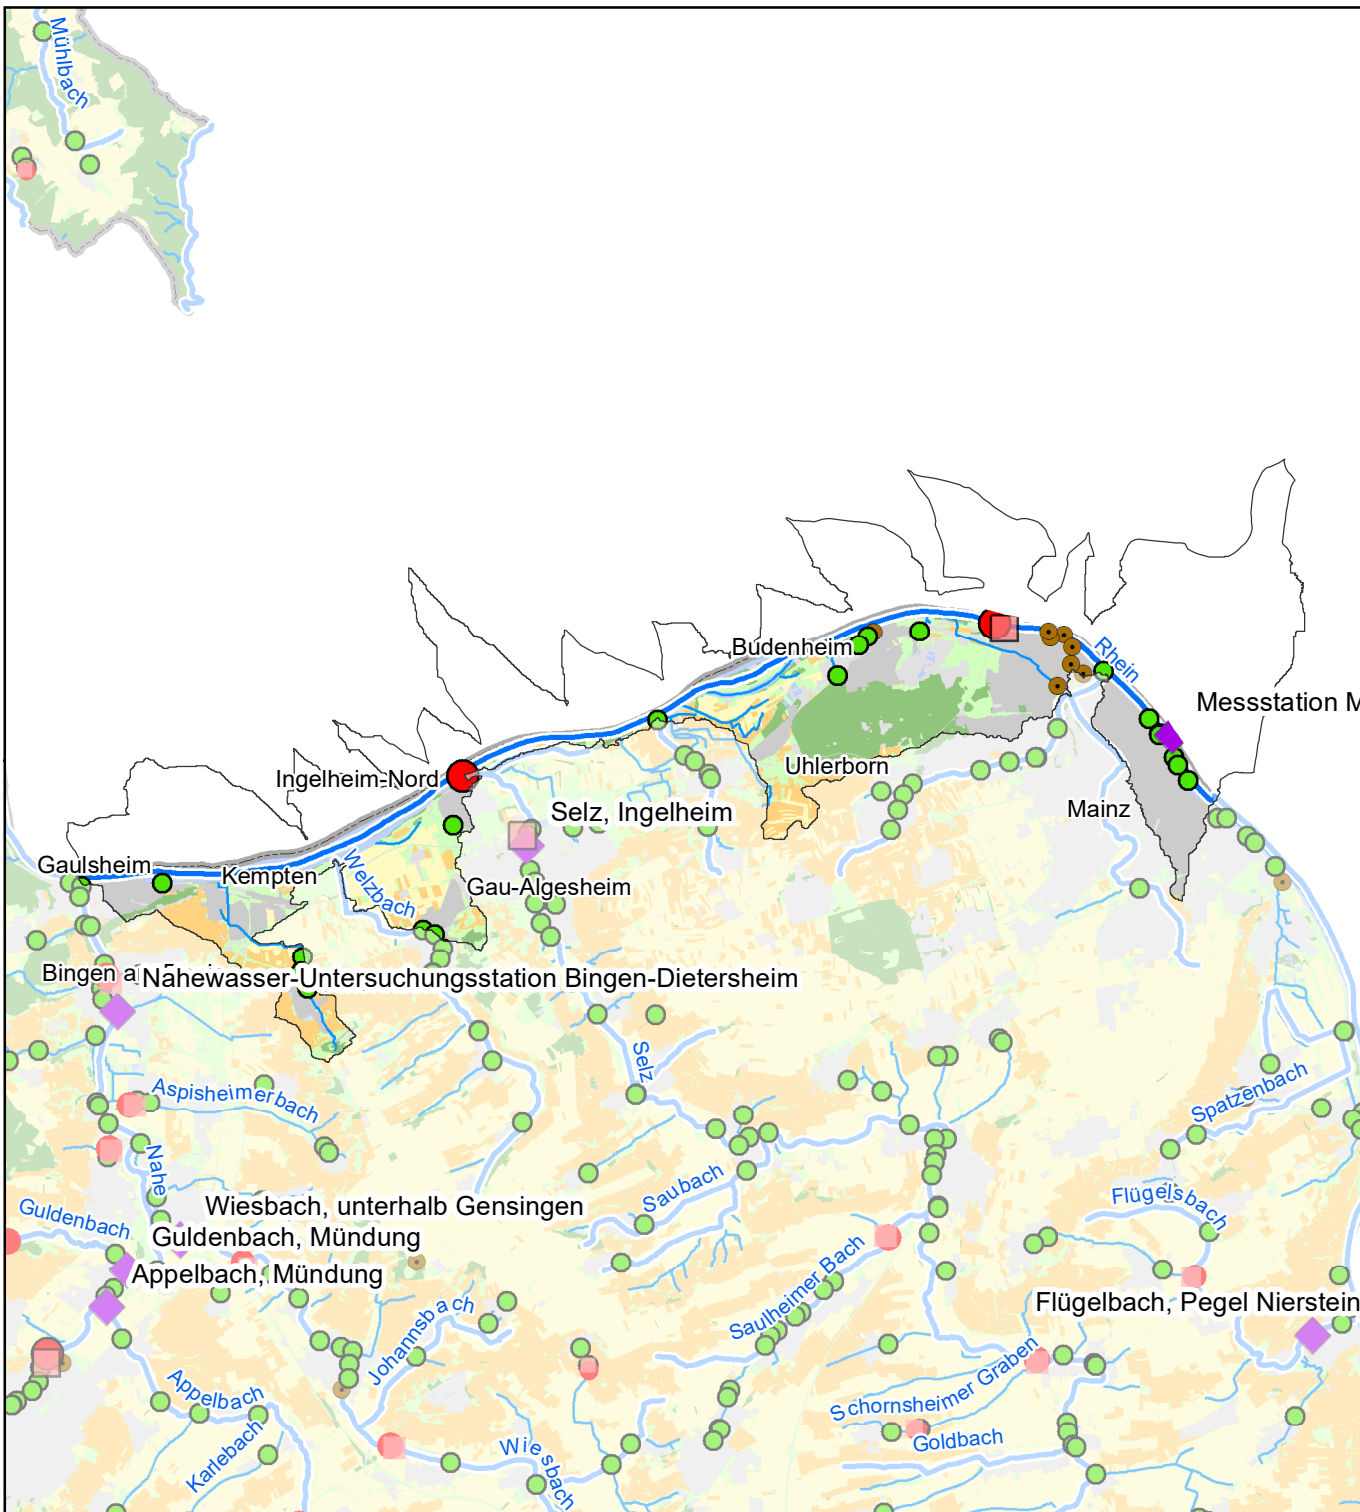 Mühlbach
Budenheim
Rhein
Messstation M
Ingelheim-Nord
Uhlerborn
Selz, Ingelheim
Mainz
Gaulsheim
Kempten
Welzbach
Gau-Algesheim
Bingen a
Nahewasser-Untersuchungsstation Bingen-Dietersheim
Selz
Aspisheimerbach
Spatzenbach
Nahe
Saubach
Flügelsbach
Guldenbach
Wiesbach, unterhalb Gensingen
Guldenbach, Mündung
Appelbach, Mündung
Saulheimer Bach
Flügelbach, Pegel Nierstein
Johannsbach
Schornsheimer Graben
Appelbach
Karlebach
Goldbach
Wiesbach